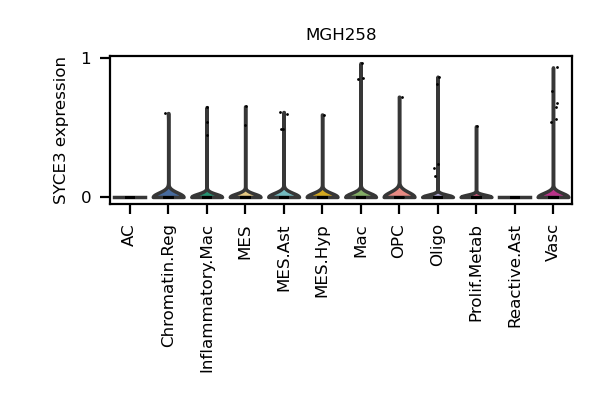 MGH258
SYCE3 expression
1
0
AC
Chromatin.Reg
Inflammatory.Mac
MES
MES.Ast
MES.Hyp
Mac
OPC
Oligo
Prolif.Metab
Reactive.Ast
Vasc